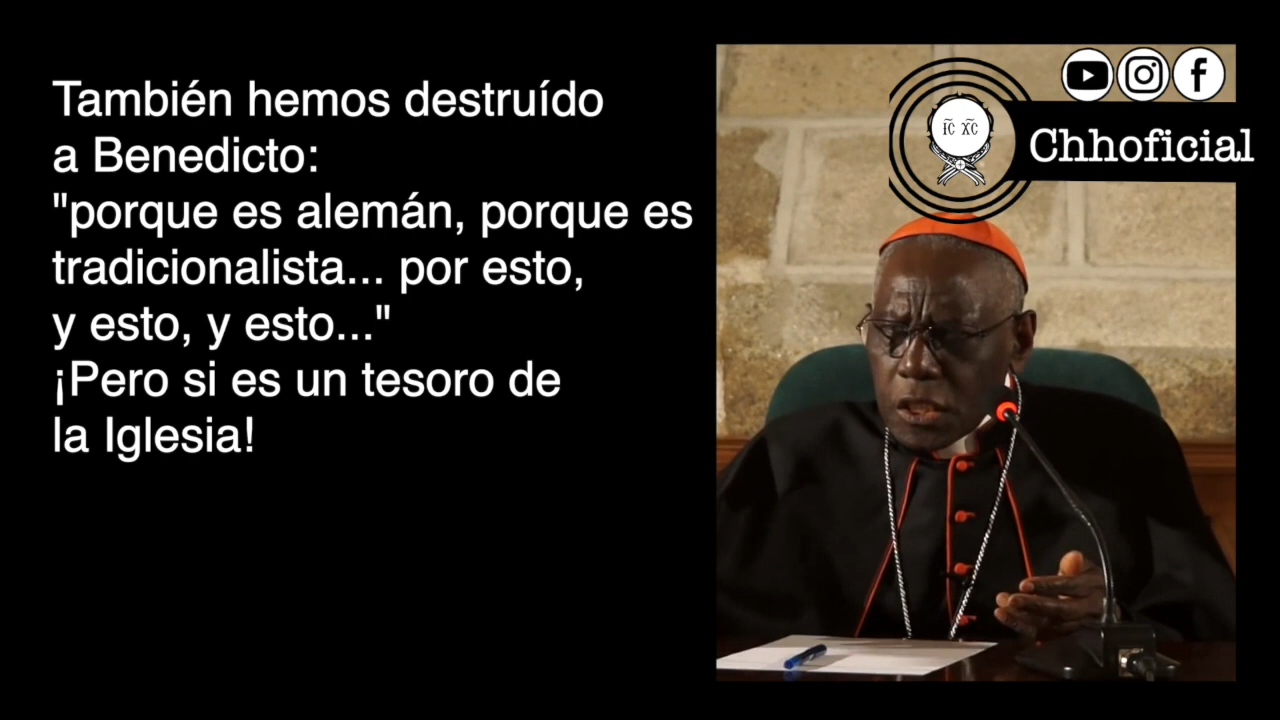 También hemos destruído
a Benedicto:
"porque es alemán, porque es
tradicionalista... por esto,
y esto, y esto..."
¡Pero si es un tesoro de
la Iglesia!
IC XC
Chhoficial